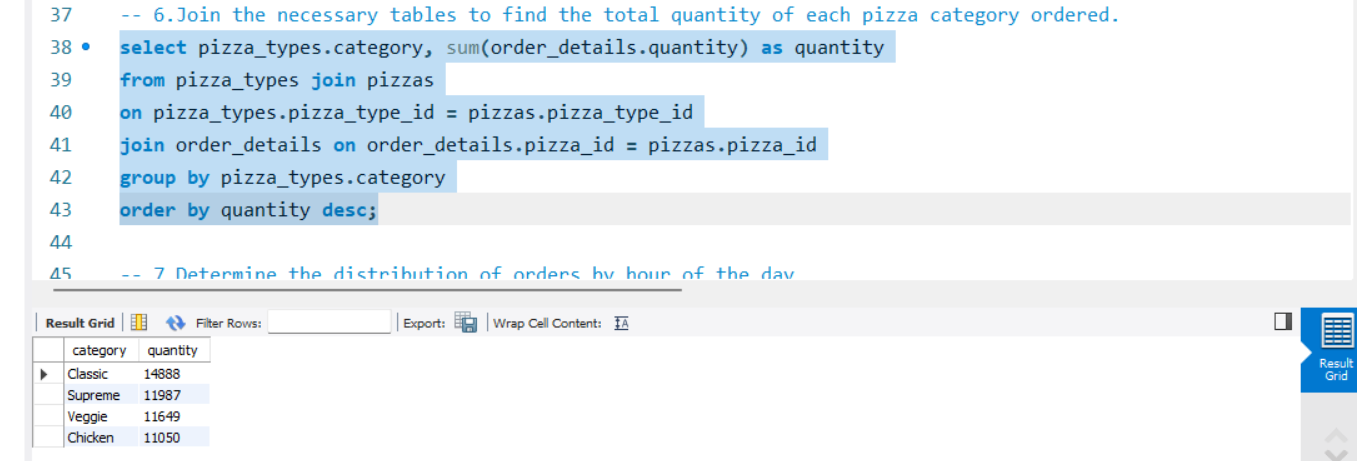 37 -- 6.Join the necessary tables to find the total quantity of each pizza category ordered.
38 select pizza_types.category, sum(order_details.quantity) as quantity
39 from pizza_types join pizzas
40 on pizza_types.pizza_type_id = pizzas.pizza_type_id
41 join order_details on order_details.pizza_id = pizzas.pizza_id
42 group by pizza_types.category
43 order by quantity desc;
44
45 -- 7 Determine the distribution of orders by hour of the day
Result Grid Filter Rows: Export: Wrap Cell Content: IA
category quantity
Classic 14888
Supreme 11987
Veggie 11649
Chicken 11050
Result
Grid